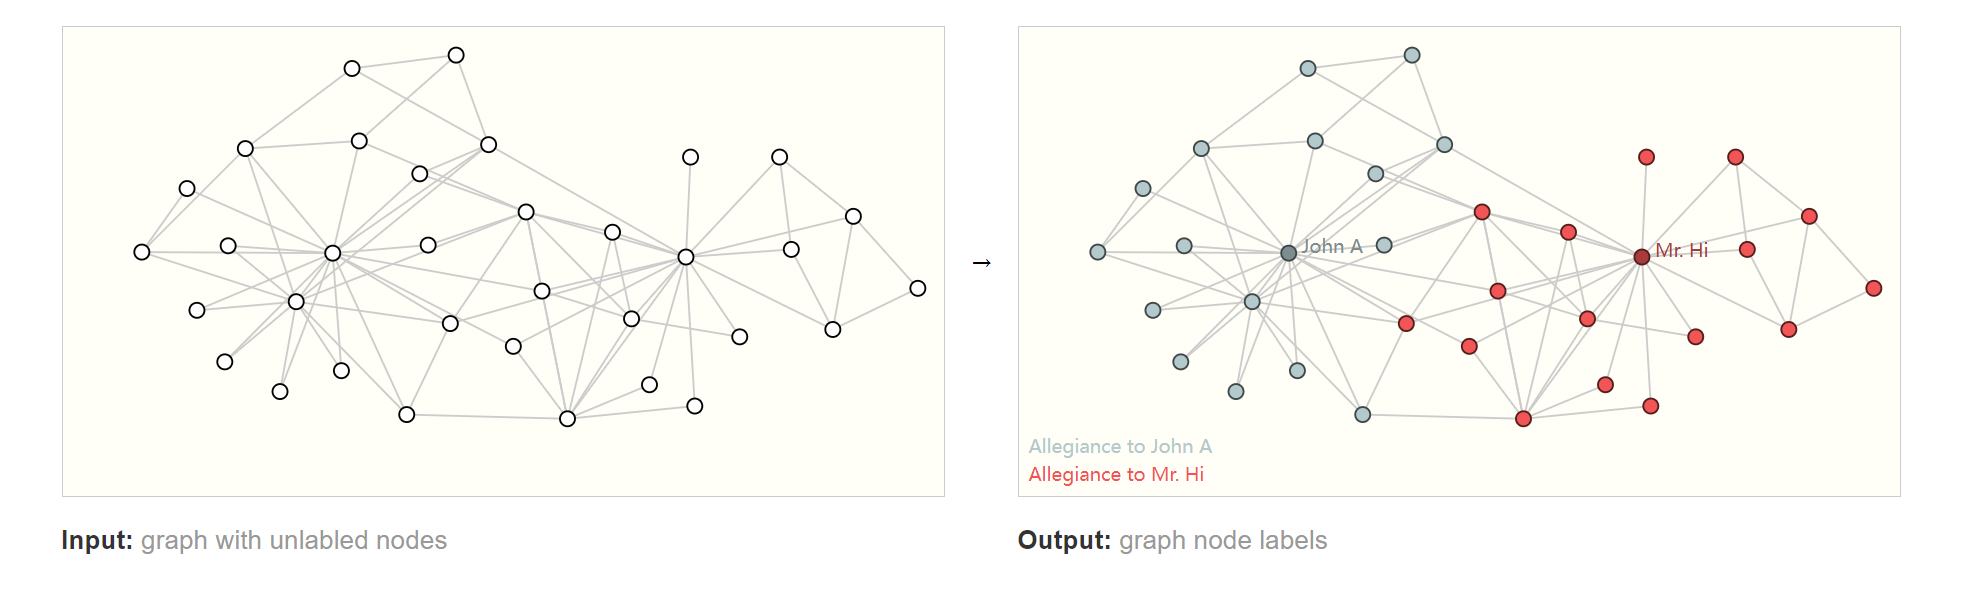 →
John A
Mr. Hi
Allegiance to John A
Allegiance to Mr. Hi
Input: graph with unlabled nodes
Output: graph node labels